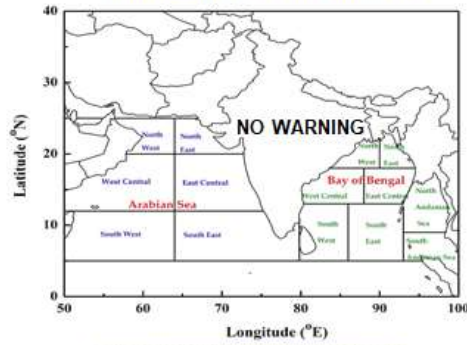 40
30
20
10
0
Latitude (°N)
NO WARNING
North West
North East
North West
North East
Bay of Bengal
West Central
East Central
West Central
East Central
North Andaman Sea
Arabian Sea
South West
South East
South West
South East
South Andaman Sea
50 60 70 80 90 100
Longitude (°E)